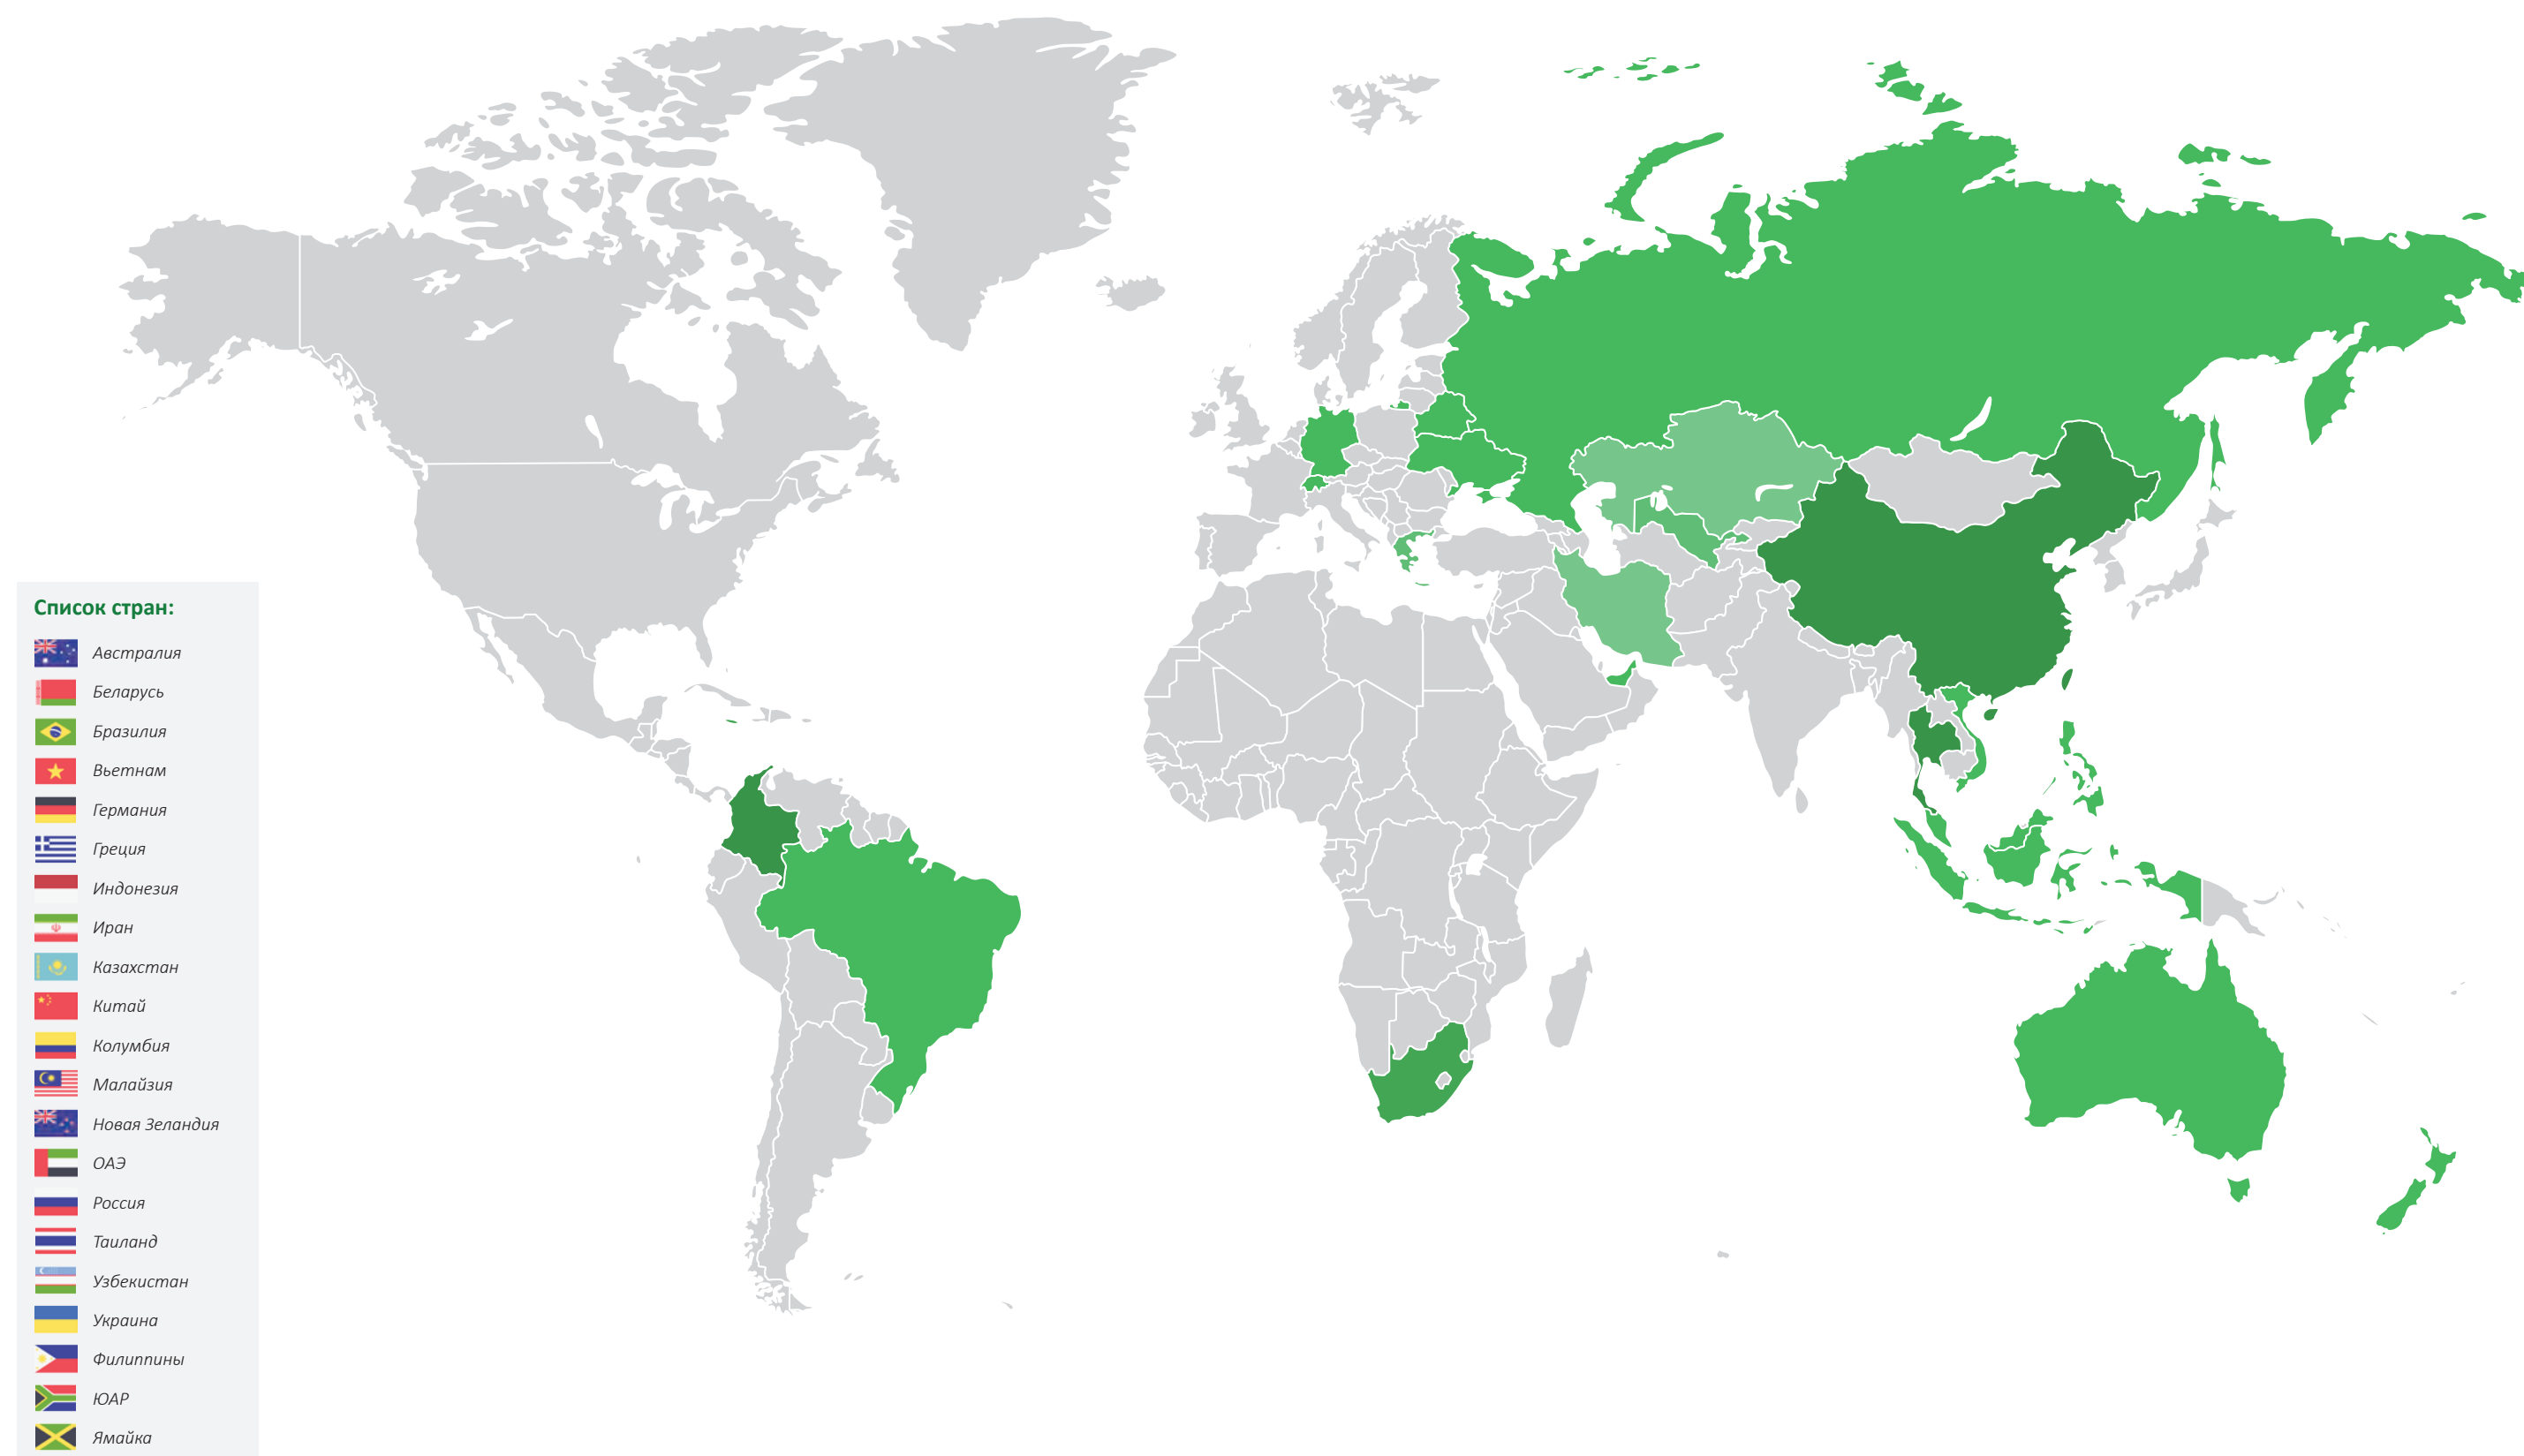 Список стран:
Австралия
Беларусь
Бразилия
Вьетнам
Германия
Греция
Индонезия
Иран
Казахстан
Китай
Колумбия
Малайзия
Новая Зеландия
ОАЭ
Россия
Таиланд
Узбекистан
Украина
Филиппины
ЮАР
Ямайка